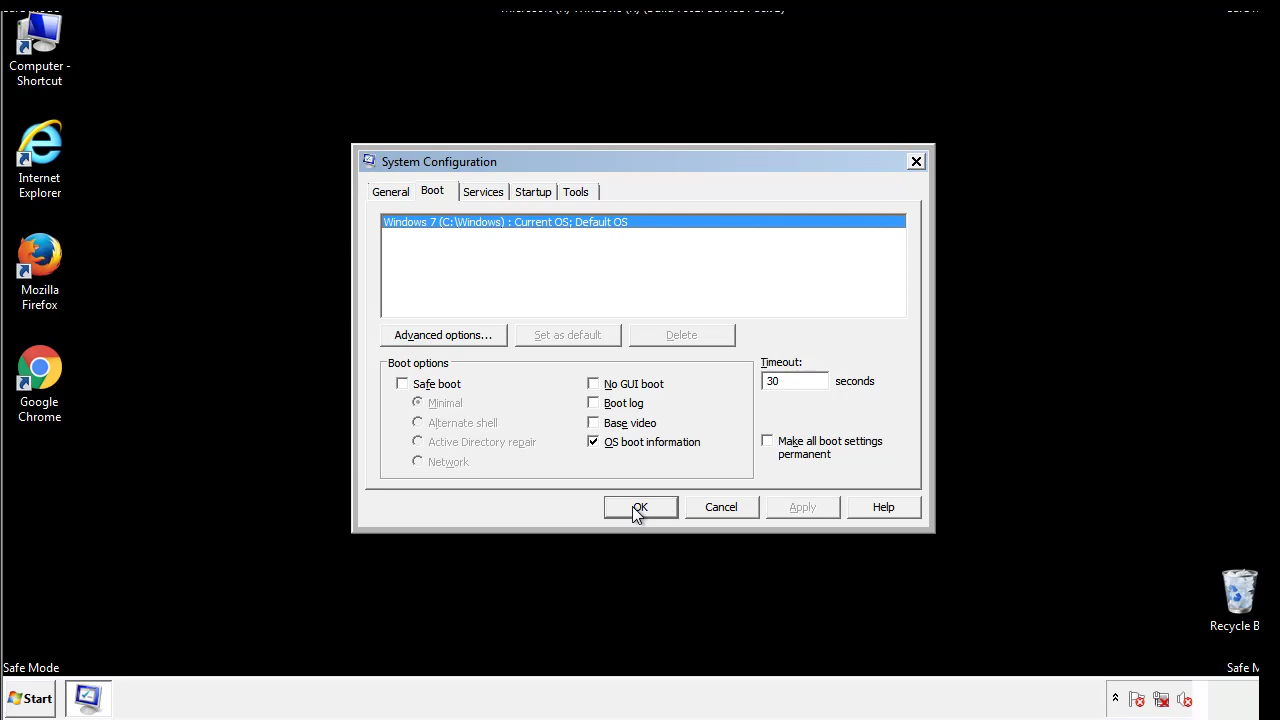 Computer -
Shortcut
Internet
Explorer
Mozilla
Firefox
Google
Chrome
System Configuration
General
Boot
Services
Startup
Tools
Windows 7 (C:\Windows) : Current OS; Default OS
Advanced options...
Set as default
Delete
Boot options
Safe boot
Minimal
Alternate shell
Active Directory repair
Network
No GUI boot
Boot log
Base video
OS boot information
Timeout:
30 seconds
Make all boot settings
permanent
OK
Cancel
Apply
Help
Recycle B
Safe Mode
Safe M
Start